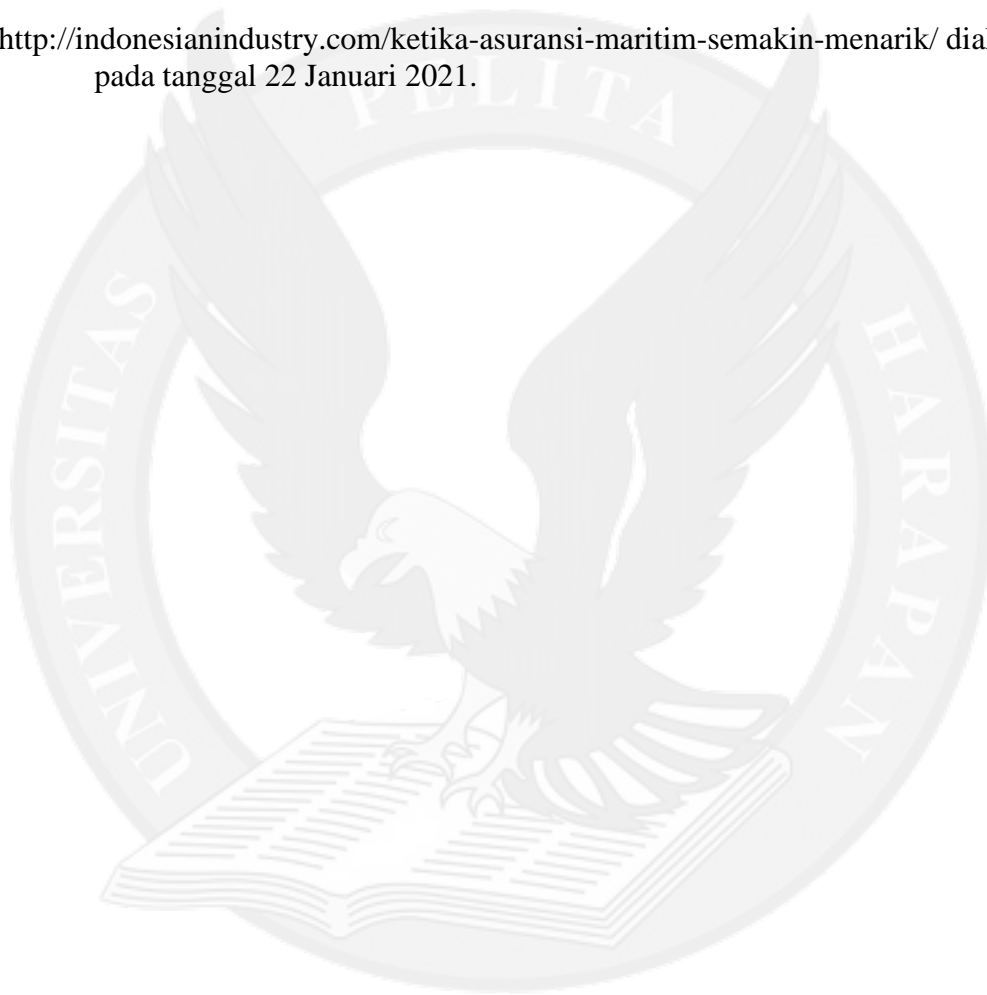 http://indonesianindustry.com/ketika-asuransi-maritim-semakin-menarik/
pada tanggal 22 Januari 2021.
UNIVERSITAS PELITA HARAPAN